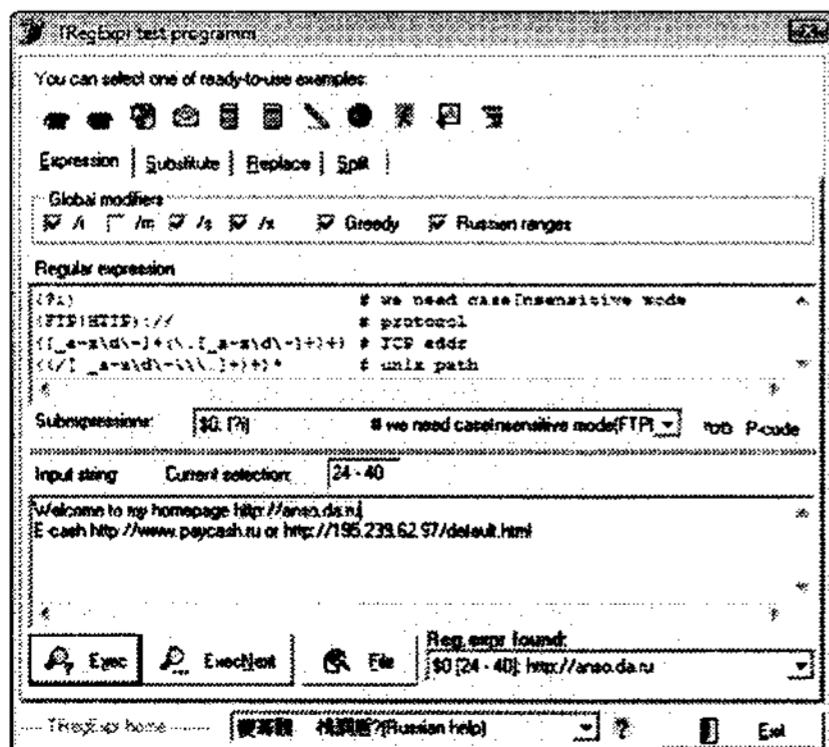 TRegExpr test programm
You can select one of ready-to-use examples:
Expression Substitute Replace Split
Global modifiers
/i /m /s /x Greedy Russian ranges
Regular expression
(?i) # we need caseInsensitive mode
(FTP|HTTP):// # protocol
([_a-z\d\-]+(\.[_a-z\d\-]+)+) # TCP addr
# unix path
Subexpressions: $0: (?i) # we need caseInsensitive mode(FTP| P-code
Input string Current selection: 24 - 40
Welcome to my homepage http://anso.da.ru
E-cash http://www.paycash.ru or http://195.239.62.97/default.html
Reg. expr found:
Exec ExecNext File $0 [24 - 40]: http://anso.da.ru
TRegExpr home ?(Russian help) ? Exit